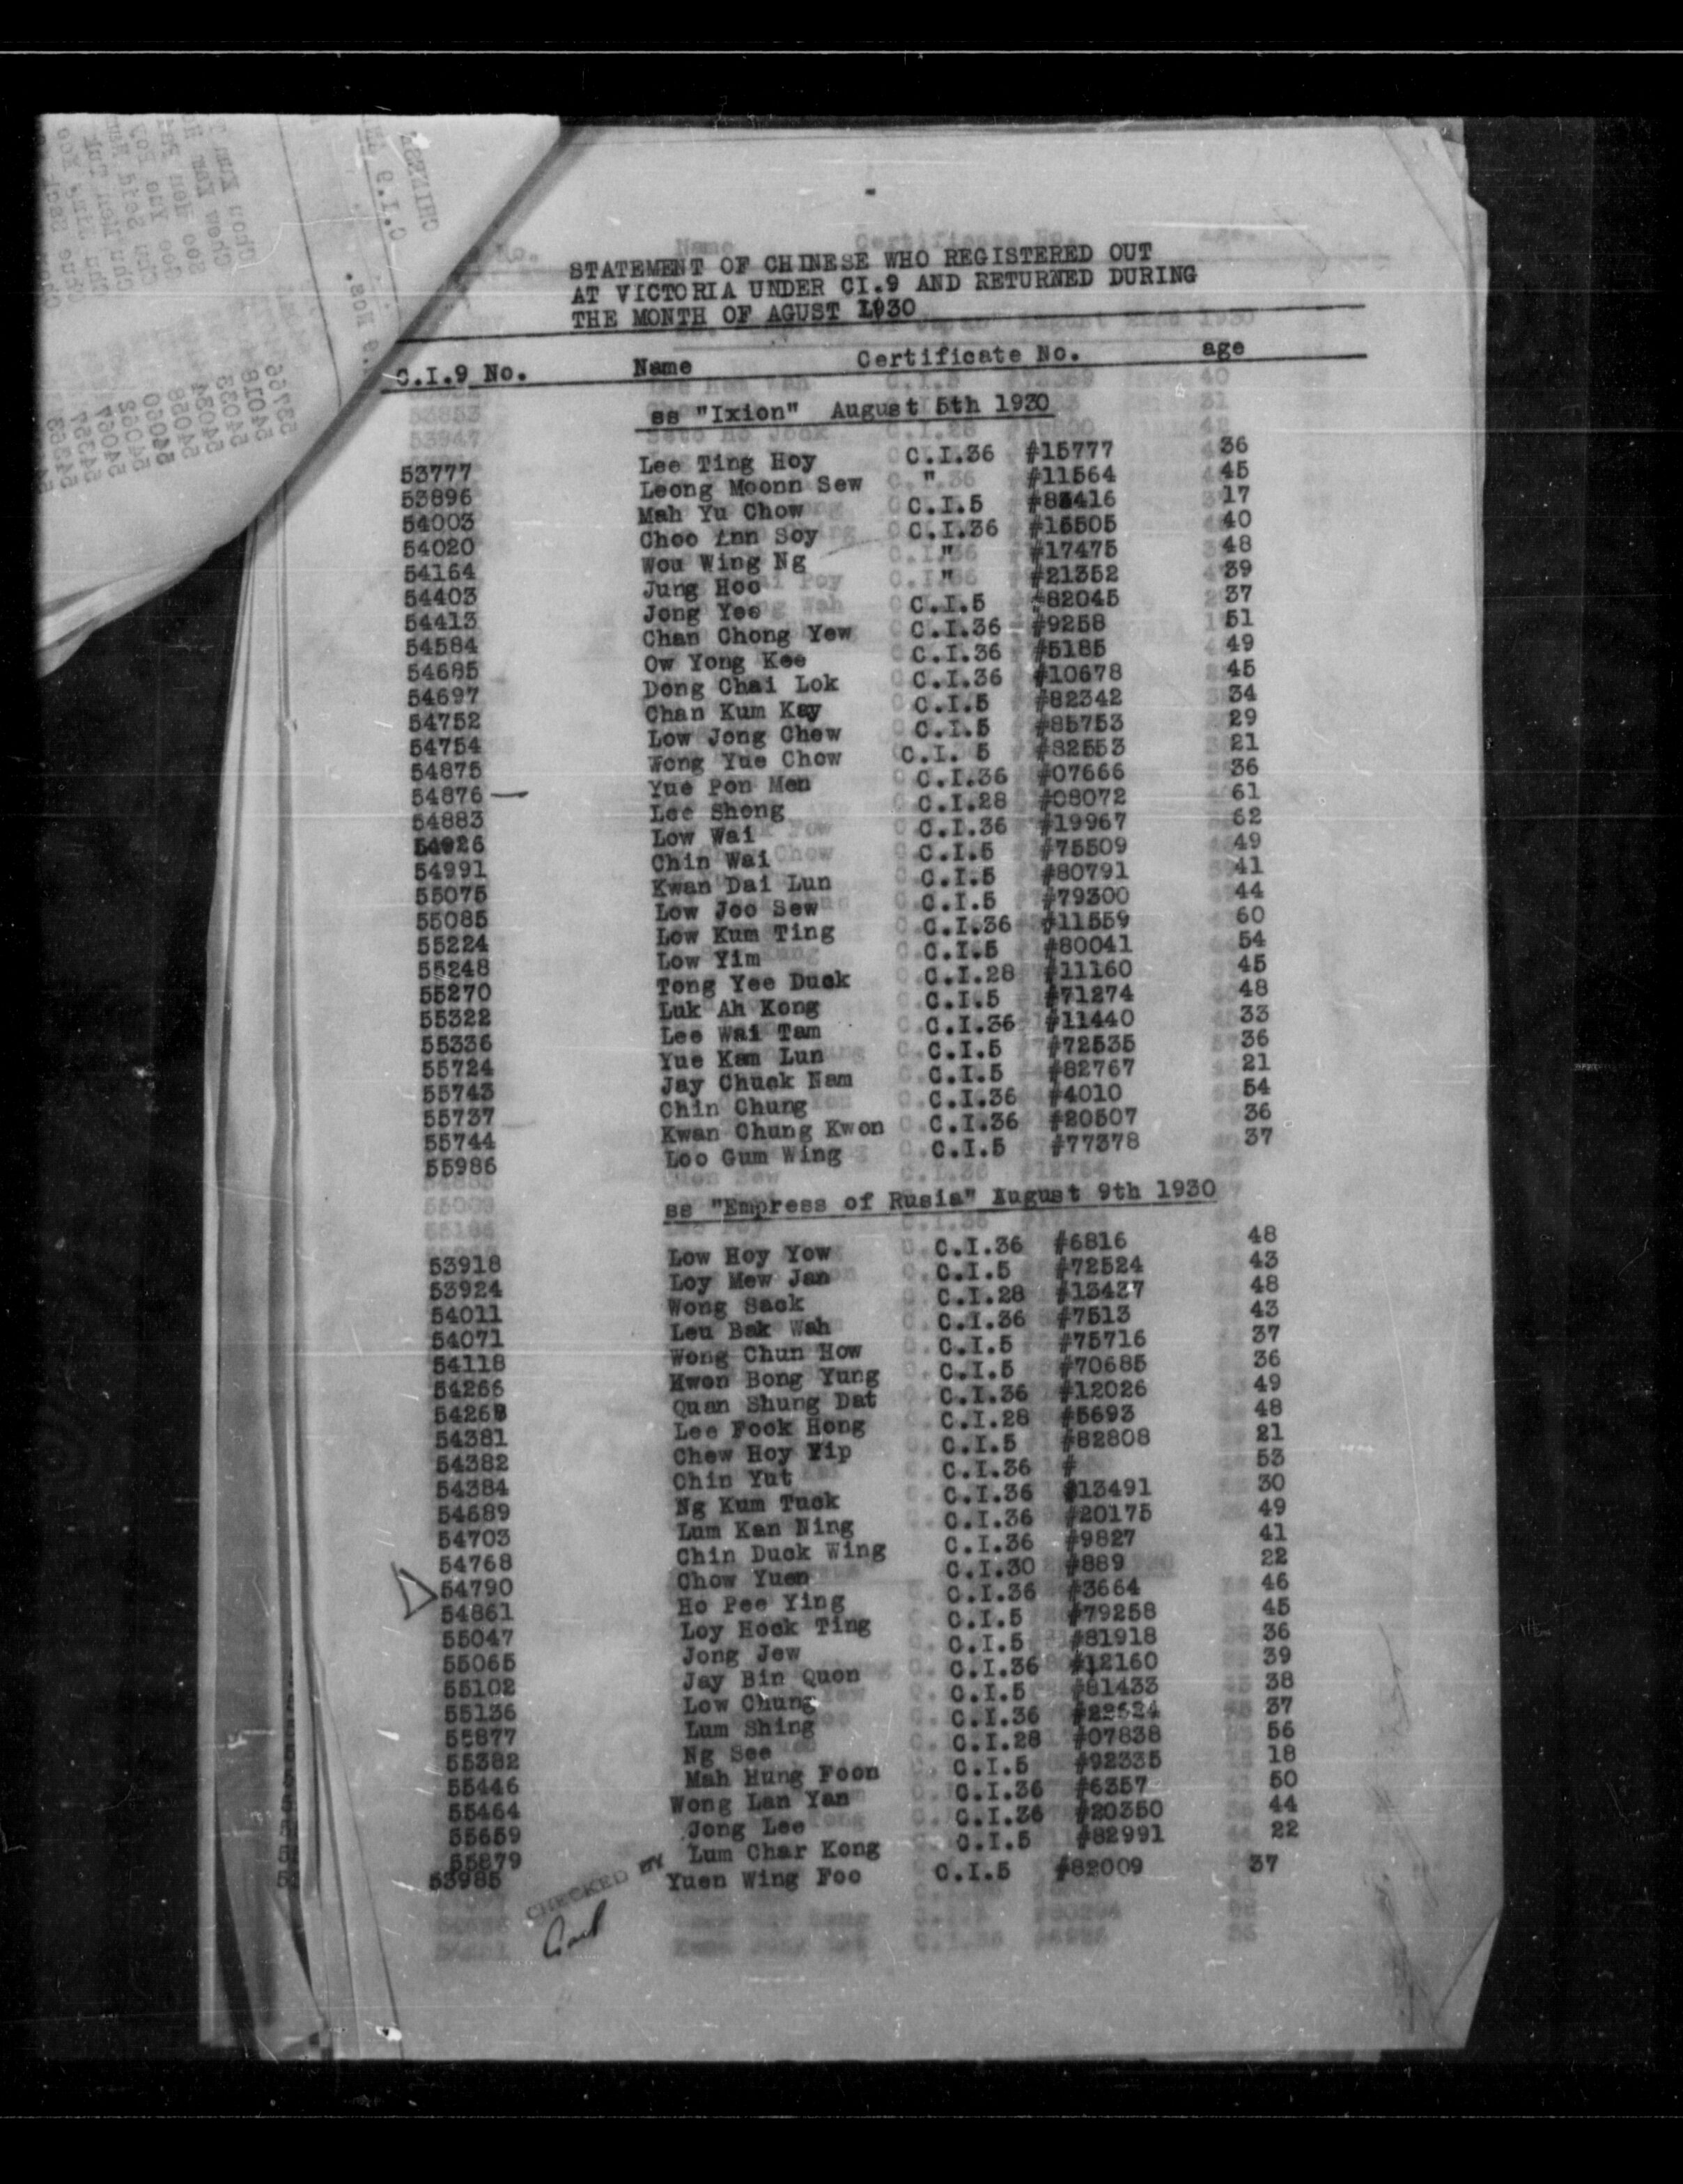 STATEMENT OF CHINESE WHO REGISTERED OUT
AT VICTORIA UNDER CI.9 AND RETURNED DURING
THE MONTH OF AGUST 1930
C.I.9 No. Name Certificate No. age
ss "Ixion" August 5th 1930
53777 Lee Ting Hoy C.I.36 #15777 36
53896 Leong Moonn Sew " #11564 45
54003 Mah Yu Chow C.I.5 #83416 17
54020 Choo Ann Soy C.I.36 #15505 40
54164 Wou Wing Ng " #17475 48
54403 Jung Hoo " #21352 39
54413 Jong Yee C.I.5 #82045 37
54584 Chan Chong Yew C.I.36 #9258 51
54685 Ow Yong Kee C.I.36 #5185 49
54697 Dong Chai Lok C.I.36 #10678 45
54752 Chan Kum Kay C.I.5 #82342 34
54754 Low Jong Chew C.I.5 #85753 29
54875 Wong Yue Chow C.I. 5 #82553 21
54876 — Yue Pon Men C.I.36 #07666 36
54883 Lee Shong C.I.28 #08072 61
54926 Low Wai C.I.36 #19967 62
54991 Chin Wai C.I.5 #75509 49
55075 Kwan Dai Lun C.I.5 #80791 41
55085 Low Joo Sew C.I.5 #79300 44
55224 Low Kum Ting C.I.36 #11559 60
55248 Low Yim C.I.5 #80041 54
55270 Tong Yee Duck C.I.28 #11160 45
55322 Luk Ah Kong C.I.5 #71274 48
55336 Lee Wai Tam C.I.36 #11440 33
55724 Yue Kam Lun C.I.5 #72535 36
55743 Jay Chuck Nam C.I.5 #82767 21
55737 Chin Chung C.I.36 #4010 54
55744 Kwan Chung Kwon C.I.36 #20507 36
55986 Loo Gum Wing C.I.5 #77378 37
ss "Empress of Rusia" August 9th 1930
53918 Low Hoy Yow C.I.36 #6816 48
53924 Loy Mew Jan C.I.5 #72524 43
54011 Wong Sack C.I.28 #13437 48
54071 Leu Bak Wah C.I.36 #7513 43
54118 Wong Chun How C.I.5 #75716 37
54266 Kwon Bong Yung C.I.5 #70685 36
54268 Quan Shung Dat C.I.36 #12026 49
54381 Lee Fook Hong C.I.28 #5693 48
54382 Chew Hoy Yip C.I.5 #82808 21
54384 Chin Yut C.I.36 # 53
54689 Ng Kum Tuck C.I.36 #13491 30
54703 Lum Kan Ning C.I.36 #20175 49
54768 Chin Duck Wing C.I.36 #9827 41
54790 Chow Yuen C.I.30 #889 22
54861 Ho Pee Ying C.I.36 #3664 46
55047 Loy Hock Ting C.I.5 #79258 45
55065 Jong Jew C.I.5 #81918 36
55102 Jay Bin Quon C.I.36 #12160 39
55136 Low Chung C.I.5 #81433 38
55877 Lum Shing C.I.36 #22624 37
55382 Ng See C.I.28 #07838 56
55446 Mah Hung Foon C.I.5 #92335 18
55464 Wong Lan Yan C.I.36 #6357 50
55659 Jong Lee C.I.36 #20350 44
55879 Lum Char Kong C.I.5 #82991 22
53985 Yuen Wing Foo C.I.5 #82009 37
CHECKED BY